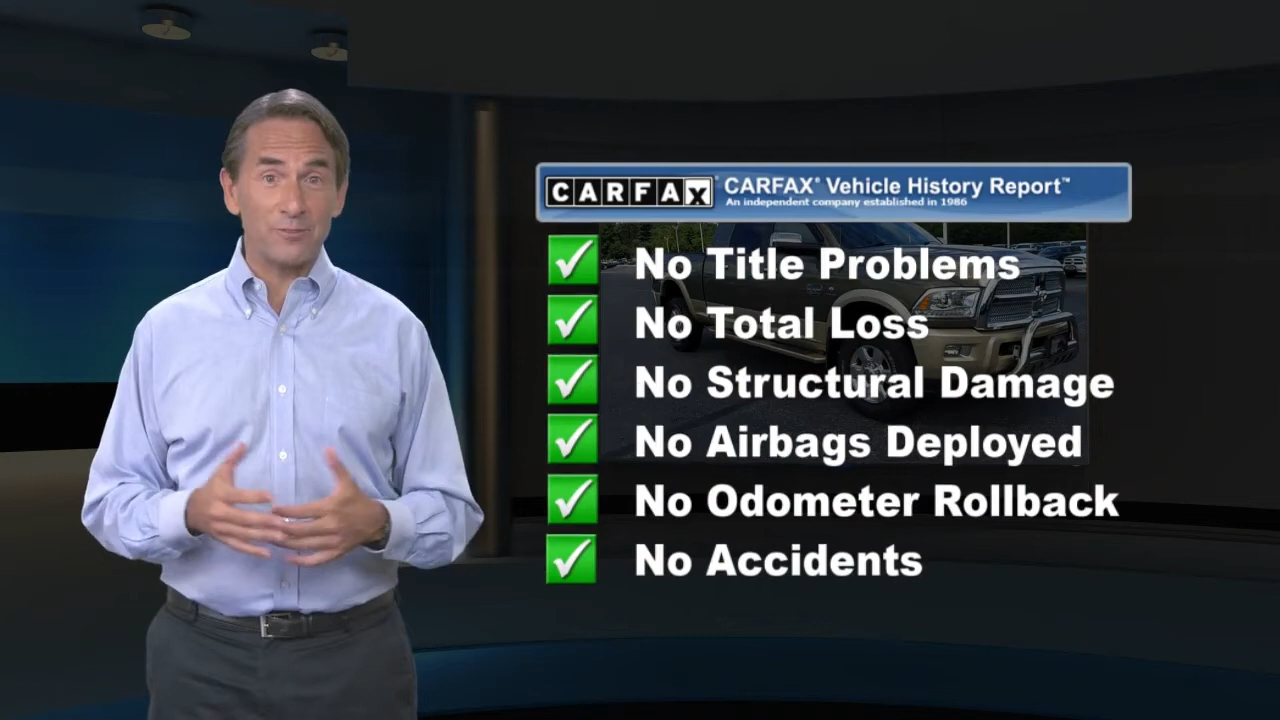 CARFAX® CARFAX® Vehicle History Report™
An independent company established in 1986
No Title Problems
No Total Loss
No Structural Damage
No Airbags Deployed
No Odometer Rollback
No Accidents